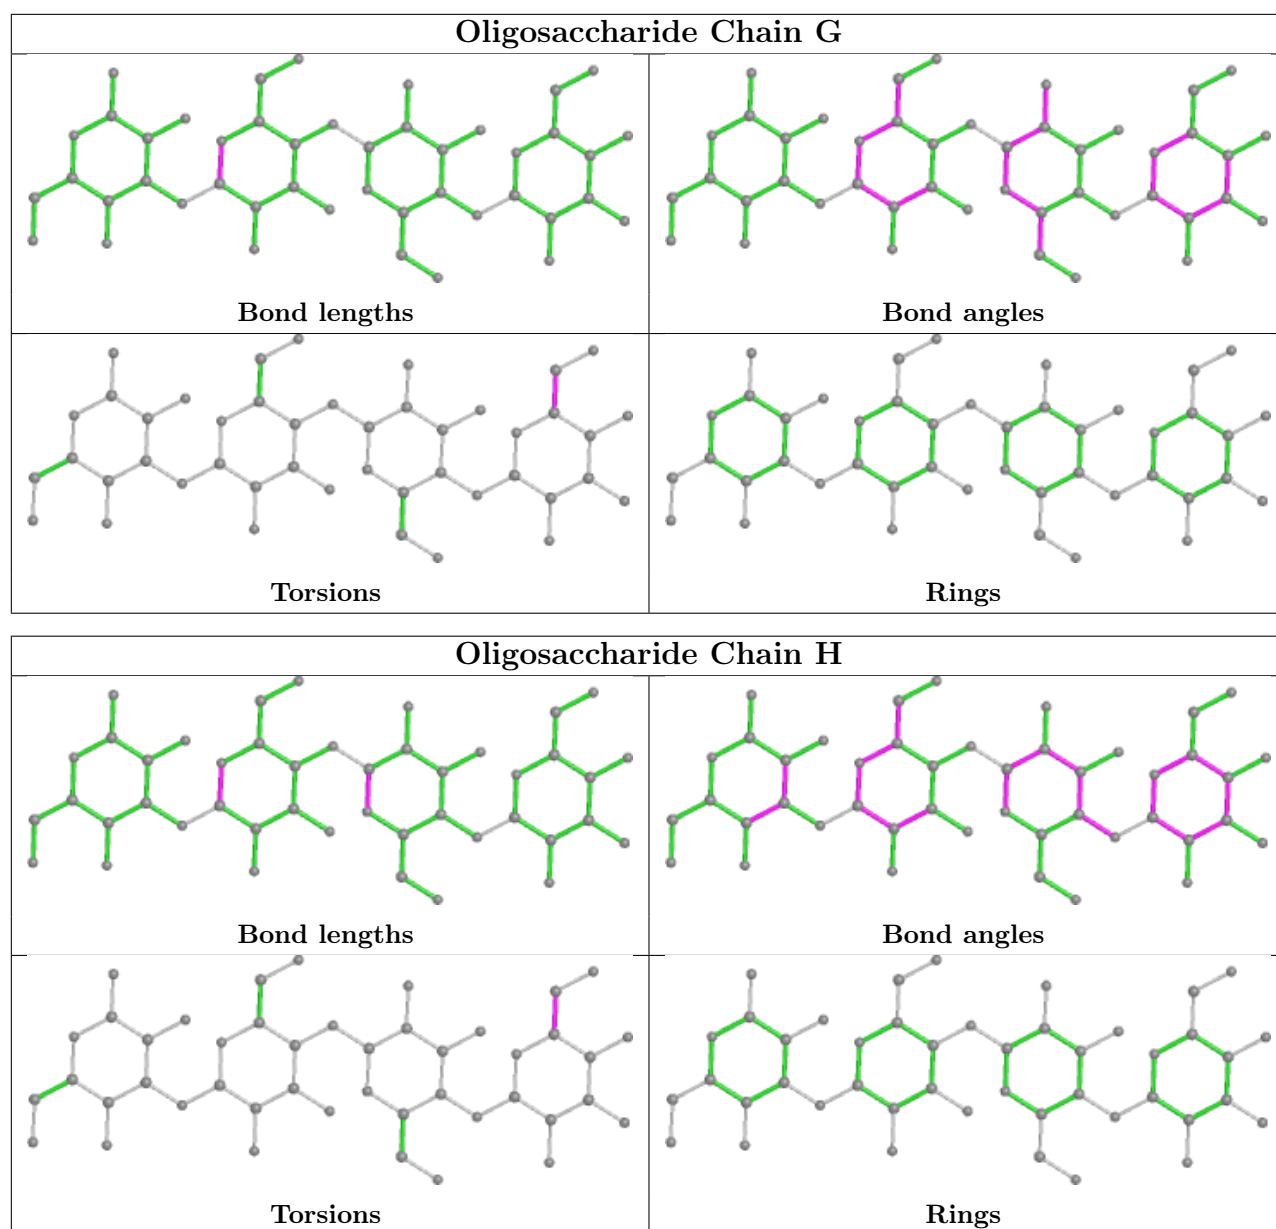 Oligosaccharide Chain G
Bond lengths
Bond angles
Torsions
Rings
Oligosaccharide Chain H
Bond lengths
Bond angles
Torsions
Rings